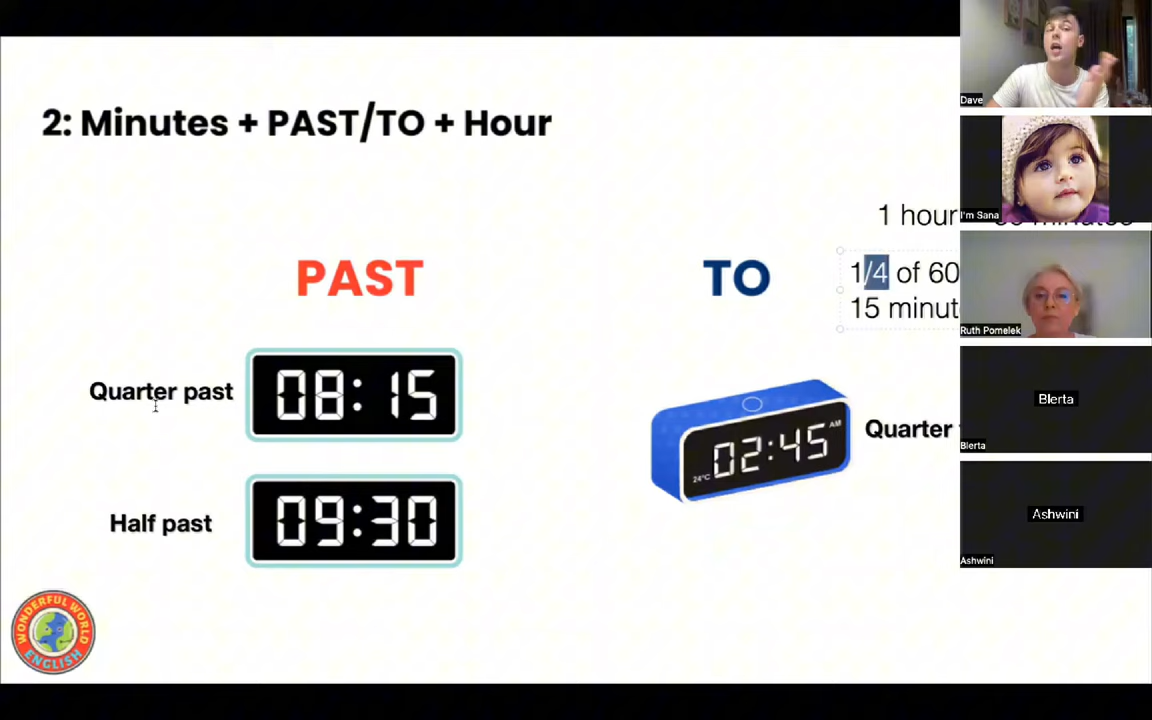 2: Minutes + PAST/TO + Hour
Dave
1 hour
I'm Sana
PAST
TO
1/4 of 60
15 minut
Ruth Pomelek
Quarter past
08:15
02:45
AM
24°C
Quarter
Blerta
Blerta
Half past
09:30
Ashwini
Ashwini
WONDERFUL WORLD
ENGLISH